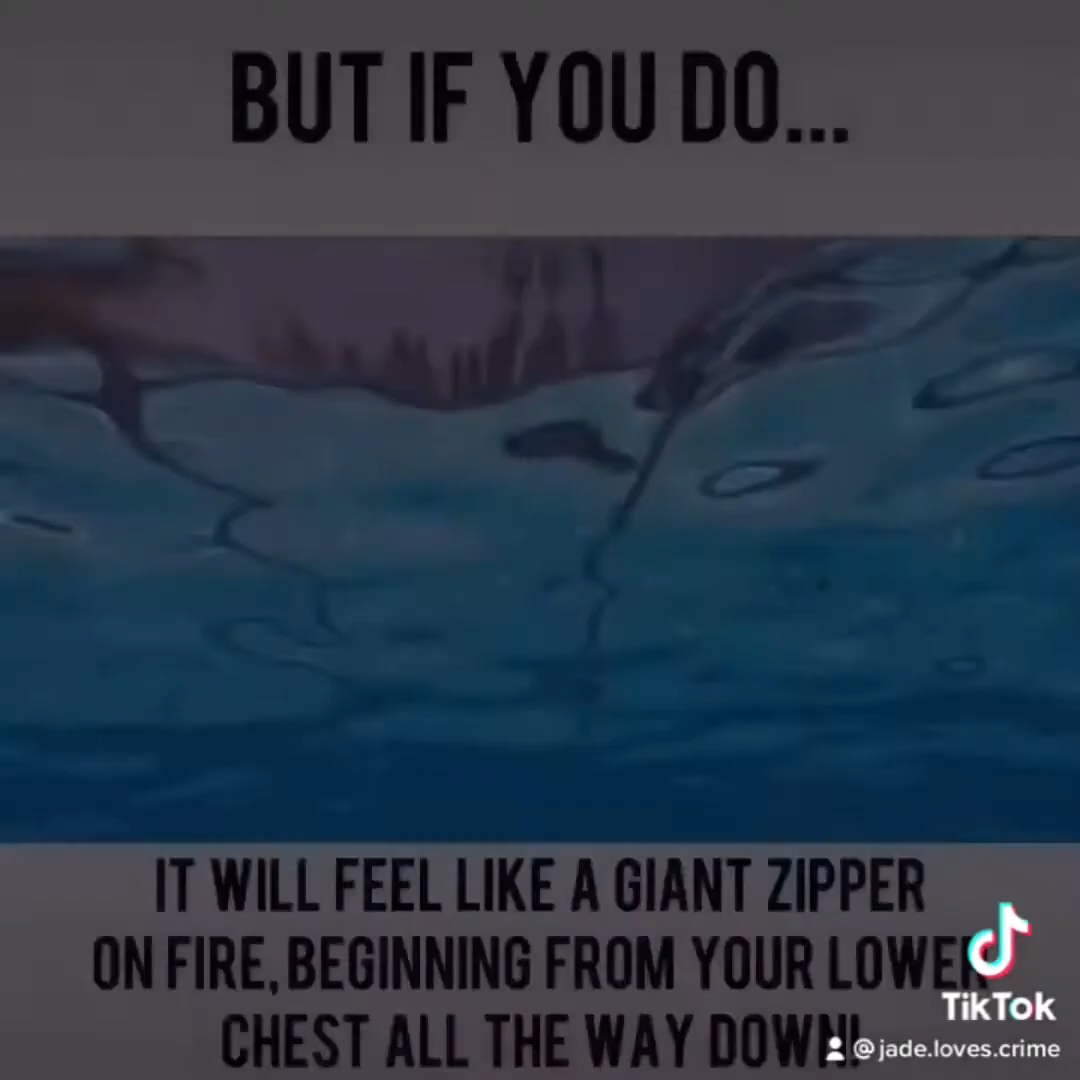 BUT IF YOU DO...
IT WILL FEEL LIKE A GIANT ZIPPER
ON FIRE, BEGINNING FROM YOUR LOWER
CHEST ALL THE WAY DOWN!
TikTok
@jade.loves.crime